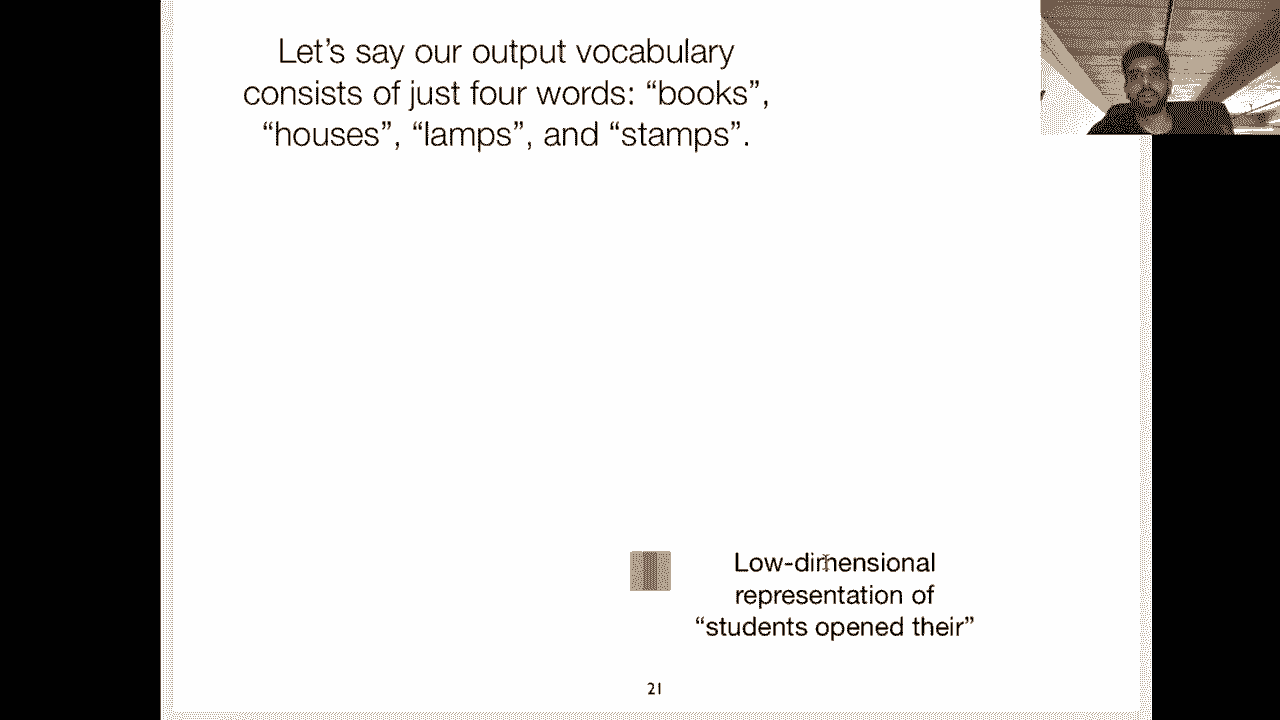 Let’s say our output vocabulary
consists of just four words: “books”,
“houses”, “lamps”, and “stamps”.
Low-dimensional
representation of
“students opened their”
21